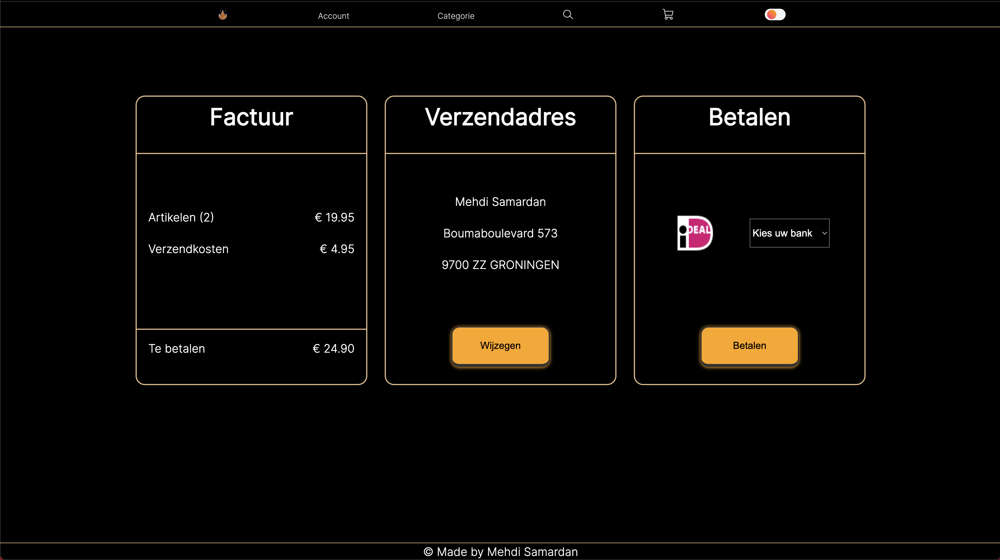 Account
Categorie
Factuur
Artikelen (2) € 19.95
Verzendkosten € 4.95
Te betalen € 24.90
Verzendadres
Mehdi Samardan
Boumaboulevard 573
9700 ZZ GRONINGEN
Wijzegen
Betalen
iDEAL
Kies uw bank
Betalen
© Made by Mehdi Samardan